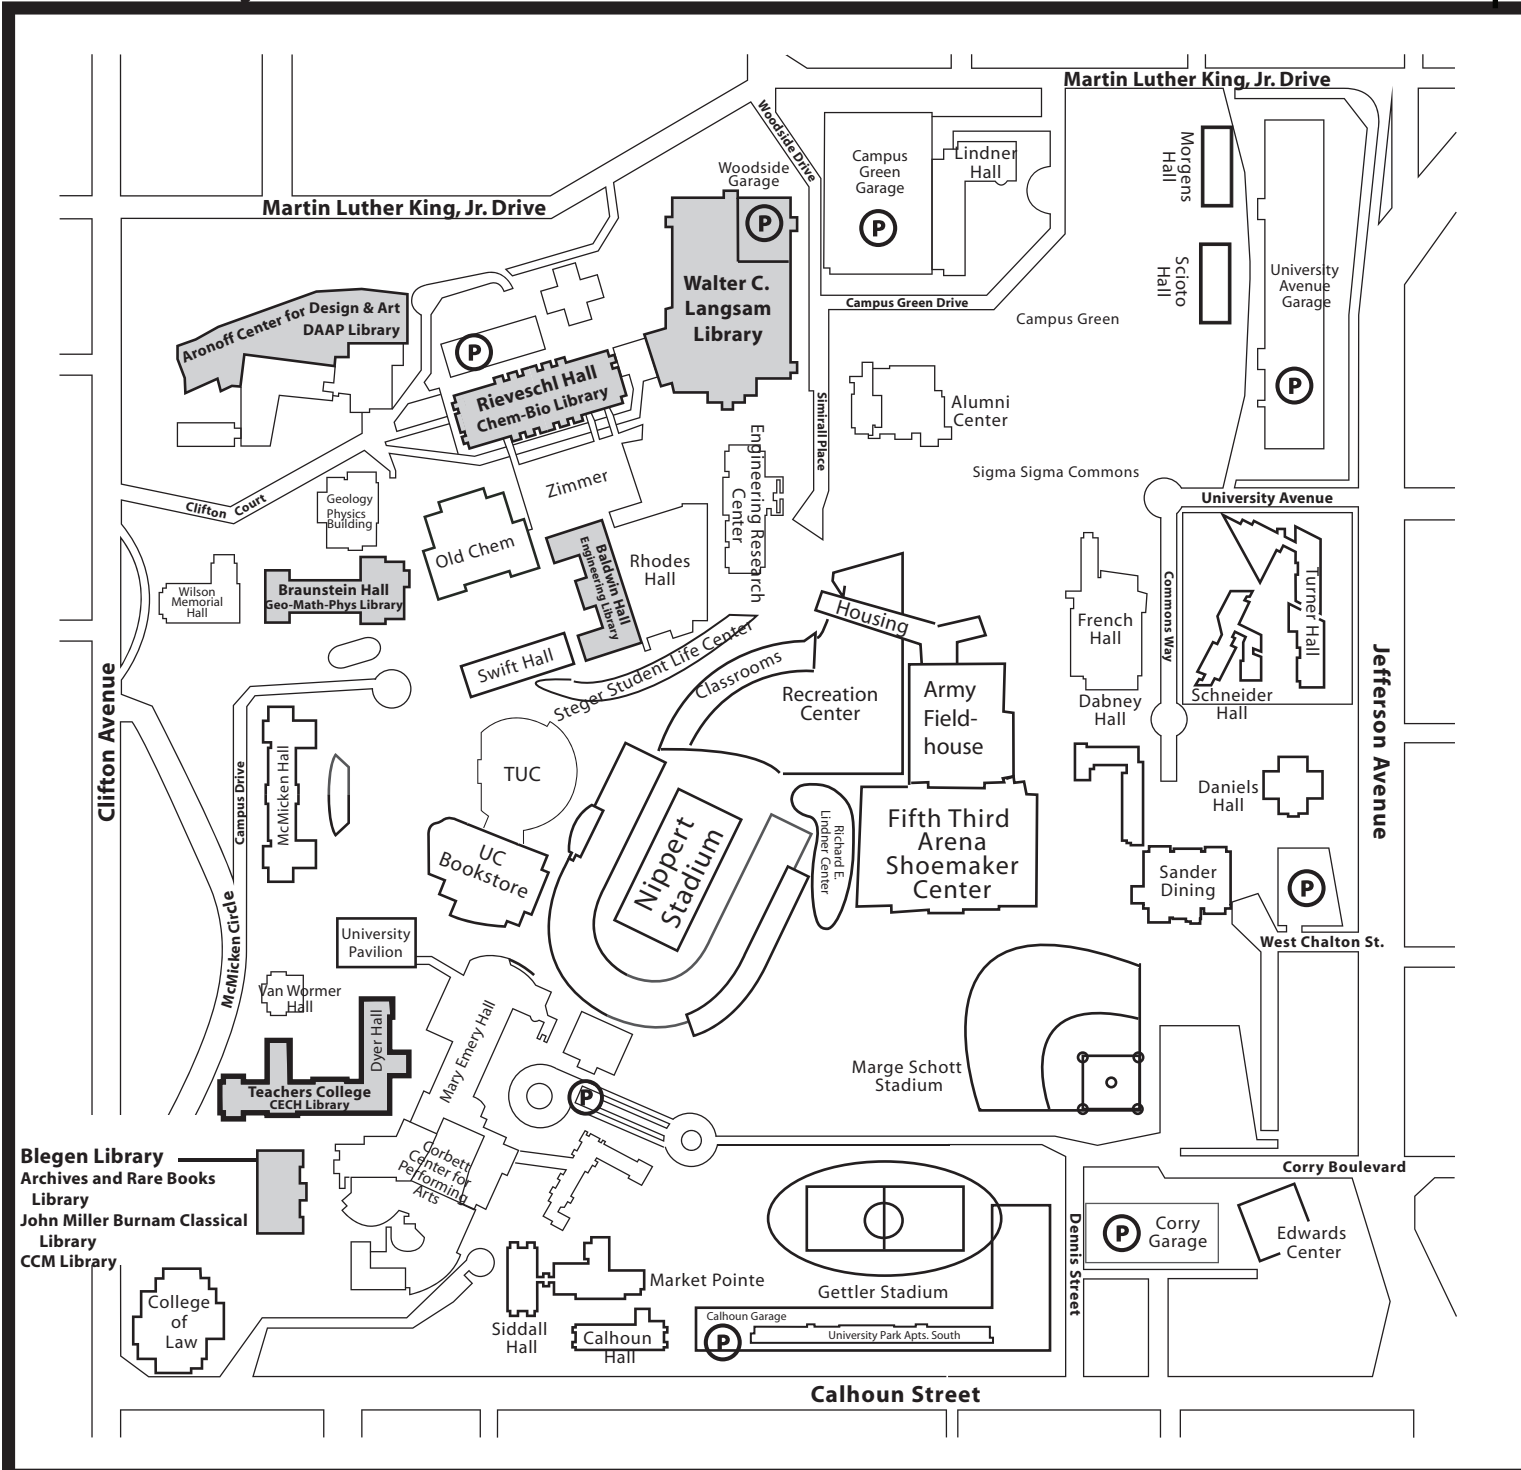 Martin Luther King, Jr. Drive
Woodside Drive
Campus
Green
Garage
P
Lindner
Hall
Morgens
Hall
Woodside
Garage
P
Martin Luther King, Jr. Drive
Scioto
Hall
University
Avenue
Garage
P
Walter C.
Langsam
Library
Campus Green Drive
Campus Green
Aronoff Center for Design & Art
DAAP Library
P
Rieveschl Hall
Chem-Bio Library
Simirall Place
Alumni
Center
Engineering Research
Center
Sigma Sigma Commons
University Avenue
Zimmer
Clifton Court
Geology
Physics
Building
Old Chem
Baldwin Hall
Engineering Library
Rhodes
Hall
Wilson
Memorial
Hall
Braunstein Hall
Geo-Math-Phys Library
Housing
French
Hall
Commons Way
Turner Hall
Swift Hall
Steger Student Life Center
Classrooms
Recreation
Center
Army
Field-
house
Dabney
Hall
Schneider
Hall
Clifton Avenue
Jefferson Avenue
Campus Drive
McMicken Hall
TUC
Daniels
Hall
Nippert
Stadium
Richard E.
Lindner Center
Fifth Third
Arena
Shoemaker
Center
UC
Bookstore
Sander
Dining
P
McMicken Circle
University
Pavilion
West Chalton St.
Van Wormer
Hall
Dyer Hall
Mary Emery Hall
Marge Schott
Stadium
Teachers College
CECH Library
P
Blegen Library
Archives and Rare Books
Library
John Miller Burnam Classical
Library
CCM Library
Corbett
Center for
Performing
Arts
Corry Boulevard
Dennis Street
P
Corry
Garage
Edwards
Center
College
of
Law
Market Pointe
Gettler Stadium
Siddall
Hall
Calhoun
Hall
Calhoun Garage
P
University Park Apts. South
Calhoun Street